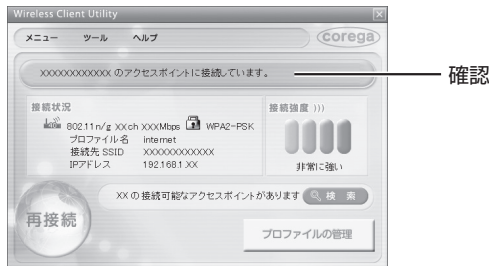 Wireless Client Utility
メニュー ツール ヘルプ corega
XXXXXXXXXXXX のアクセスポイントに接続しています。
確認
接続状況
802.11n/g XXch XXXMbps WPA2-PSK
プロファイル名 internet
接続先 SSID XXXXXXXXXXXX
IPアドレス 192.168.1.XX
接続強度 )))
非常に強い
XX の接続可能なアクセスポイントがあります 検 索
再接続
プロファイルの管理